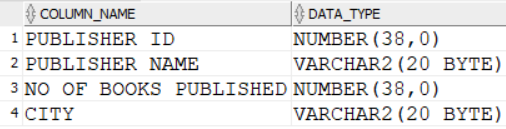 COLUMN_NAME DATA_TYPE
1 PUBLISHER ID NUMBER(38,0)
2 PUBLISHER NAME VARCHAR2(20 BYTE)
3 NO OF BOOKS PUBLISHED NUMBER(38,0)
4 CITY VARCHAR2(20 BYTE)